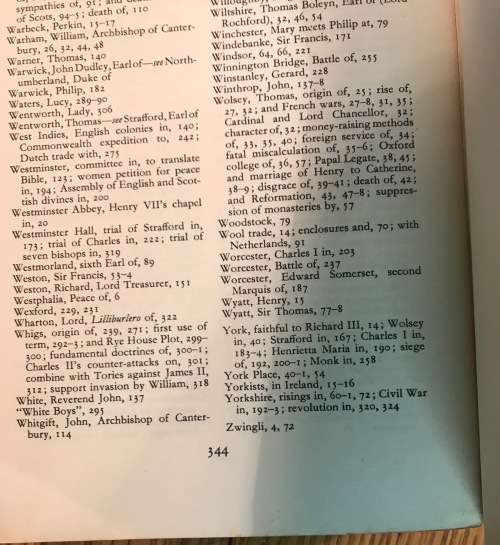 sympathies of, 91; and
of Scots, 94-5; death of, 110
Warbeck, Perkin, 15-17
Warham, William, Archbishop of Canter-
bury, 26, 32, 44, 48
Warner, Thomas, 140
Warwick, John Dudley, Earl of—see North-
umberland, Duke of
Warwick, Philip, 182
Waters, Lucy, 289-90
Wentworth, Lady, 306
Wentworth, Thomas—see Strafford, Earl of
West Indies, English colonies in, 140;
Commonwealth expedition to, 242;
Dutch trade with, 275
Westminster, committee in, to translate
Bible, 123; women petition for peace
in, 194; Assembly of English and Scot-
tish divines in, 200
Westminster Abbey, Henry VII's chapel
in, 20
Westminster Hall, trial of Strafford in,
173; trial of Charles in, 222; trial of
seven bishops in, 319
Westmorland, sixth Earl of, 89
Weston, Sir Francis, 53-4
Weston, Richard, Lord Treasurer, 151
Westphalia, Peace of, 6
Wexford, 229, 231
Wharton, Lord, Lilliburlero of, 322
Whigs, origin of, 239, 271; first use of
term, 292-3; and Rye House Plot, 299-
300; fundamental doctrines of, 300-1;
Charles II's counter-attacks on, 301;
combine with Tories against James II,
312; support invasion by William, 318
White, Reverend John, 137
"White Boys", 295
Whitgift, John, Archbishop of Canter-
bury, 114
Wiltshire, Thomas Boleyn, Earl of (Lord
Rochford), 32, 46, 54
Winchester, Mary meets Philip at, 79
Windebanke, Sir Francis, 171
Windsor, 64, 66, 221
Winnington Bridge, Battle of, 255
Winstanley, Gerard, 228
Winthrop, John, 137-8
Wolsey, Thomas, origin of, 25; rise of,
27, 32; and French wars, 27-8, 31, 35;
Cardinal and Lord Chancellor, 32;
character of, 32; money-raising methods
of, 33, 35, 40; foreign service of, 34;
fatal miscalculation of, 35-6; Oxford
college of, 36, 57; Papal Legate, 38, 45;
and marriage of Henry to Catherine,
38-9; disgrace of, 39-41; death of, 42;
and Reformation, 43, 47-8; suppres-
sion of monasteries by, 57
Woodstock, 79
Wool trade, 14; enclosures and, 70; with
Netherlands, 91
Worcester, Charles I in, 203
Worcester, Battle of, 237
Worcester, Edward Somerset, second
Marquis of, 187
Wyatt, Henry, 15
Wyatt, Sir Thomas, 77-8
York, faithful to Richard III, 14; Wolsey
in, 40; Strafford in, 167; Charles I in,
183-4; Henrietta Maria in, 190; siege
of, 192, 200-1; Monk in, 258
York Place, 40-1, 54
Yorkists, in Ireland, 15-16
Yorkshire, risings in, 60-1, 72; Civil War
in, 192-3; revolution in, 320, 324
Zwingli, 4, 72
344